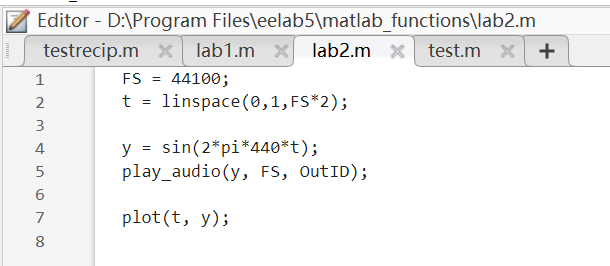 Editor - D:\Program Files\eelab5\matlab_functions\lab2.m
testrecip.m lab1.m lab2.m test.m
1 FS = 44100;
2 t = linspace(0,1,FS*2);
3
4 y = sin(2*pi*440*t);
5 play_audio(y, FS, OutID);
6
7 plot(t, y);
8